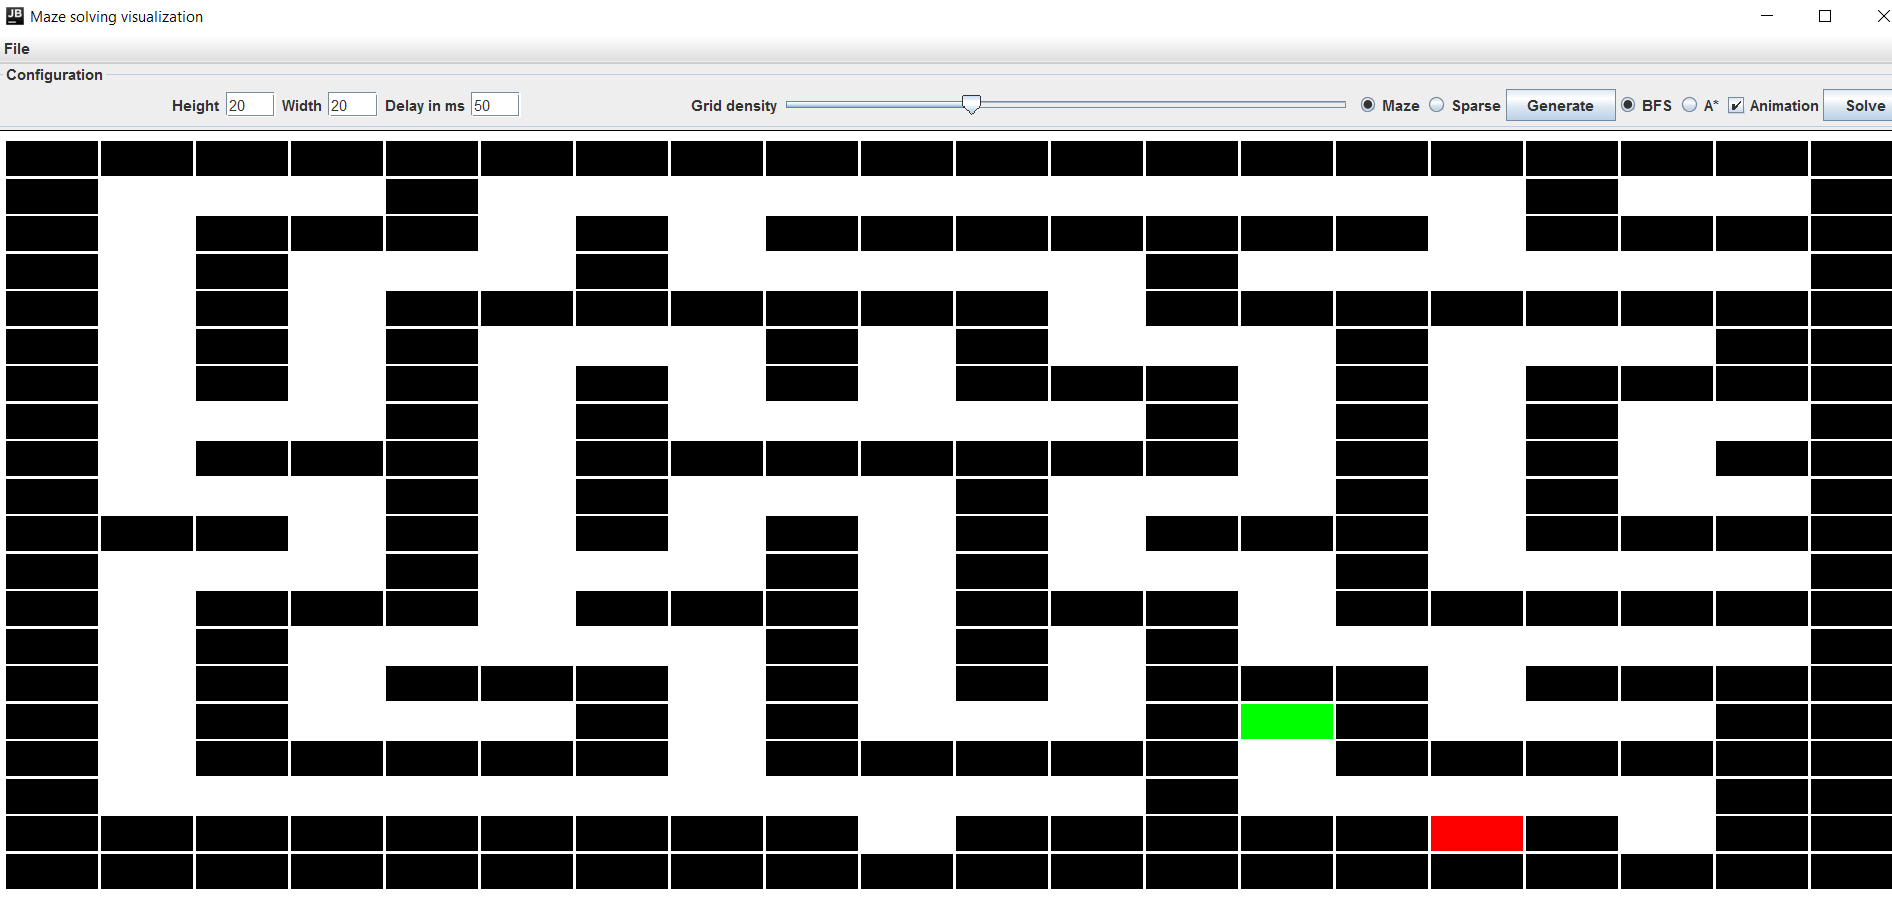 JB Maze solving visualization
File
Configuration
Height 20 Width 20 Delay in ms 50 Grid density Maze Sparse Generate BFS A* Animation Solve